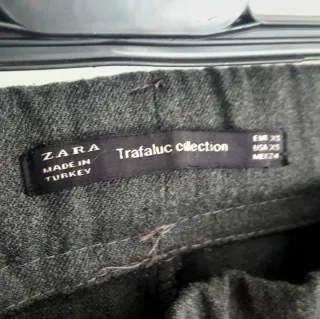 ZARA
MADE IN
TURKEY
Trafaluc collection
EUR XS
USA XS
MEX 24